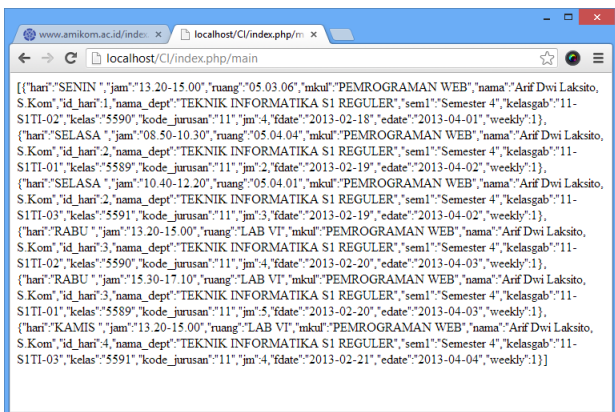 www.amikom.ac.id/index.
localhost/CI/index.php/m
localhost/CI/index.php/main
[{"hari":"SENIN ","jam":"13.20-15.00","ruang":"05.03.06","mkul":"PEMROGRAMAN WEB","nama":"Arif Dwi Laksito,
S.Kom","id_hari":1,"nama_dept":"TEKNIK INFORMATIKA S1 REGULER","sem1":"Semester 4","kelasgab":"11-
S1TI-02","kelas":"5590","kode_jurusan":"11","jm":4,"fdate":"2013-02-18","edate":"2013-04-01","weekly":1},
{"hari":"SELASA ","jam":"08.50-10.30","ruang":"05.04.04","mkul":"PEMROGRAMAN WEB","nama":"Arif Dwi Laksito,
S.Kom","id_hari":2,"nama_dept":"TEKNIK INFORMATIKA S1 REGULER","sem1":"Semester 4","kelasgab":"11-
S1TI-01","kelas":"5589","kode_jurusan":"11","jm":2,"fdate":"2013-02-19","edate":"2013-04-02","weekly":1},
{"hari":"SELASA ","jam":"10.40-12.20","ruang":"05.04.01","mkul":"PEMROGRAMAN WEB","nama":"Arif Dwi Laksito,
S.Kom","id_hari":2,"nama_dept":"TEKNIK INFORMATIKA S1 REGULER","sem1":"Semester 4","kelasgab":"11-
S1TI-03","kelas":"5591","kode_jurusan":"11","jm":3,"fdate":"2013-02-19","edate":"2013-04-02","weekly":1},
{"hari":"RABU ","jam":"13.20-15.00","ruang":"LAB VI","mkul":"PEMROGRAMAN WEB","nama":"Arif Dwi Laksito,
S.Kom","id_hari":3,"nama_dept":"TEKNIK INFORMATIKA S1 REGULER","sem1":"Semester 4","kelasgab":"11-
S1TI-02","kelas":"5590","kode_jurusan":"11","jm":4,"fdate":"2013-02-20","edate":"2013-04-03","weekly":1},
{"hari":"RABU ","jam":"15.30-17.10","ruang":"LAB VI","mkul":"PEMROGRAMAN WEB","nama":"Arif Dwi Laksito,
S.Kom","id_hari":3,"nama_dept":"TEKNIK INFORMATIKA S1 REGULER","sem1":"Semester 4","kelasgab":"11-
S1TI-01","kelas":"5589","kode_jurusan":"11","jm":5,"fdate":"2013-02-20","edate":"2013-04-03","weekly":1},
{"hari":"KAMIS ","jam":"13.20-15.00","ruang":"LAB VI","mkul":"PEMROGRAMAN WEB","nama":"Arif Dwi Laksito,
S.Kom","id_hari":4,"nama_dept":"TEKNIK INFORMATIKA S1 REGULER","sem1":"Semester 4","kelasgab":"11-
S1TI-03","kelas":"5591","kode_jurusan":"11","jm":4,"fdate":"2013-02-21","edate":"2013-04-04","weekly":1}]